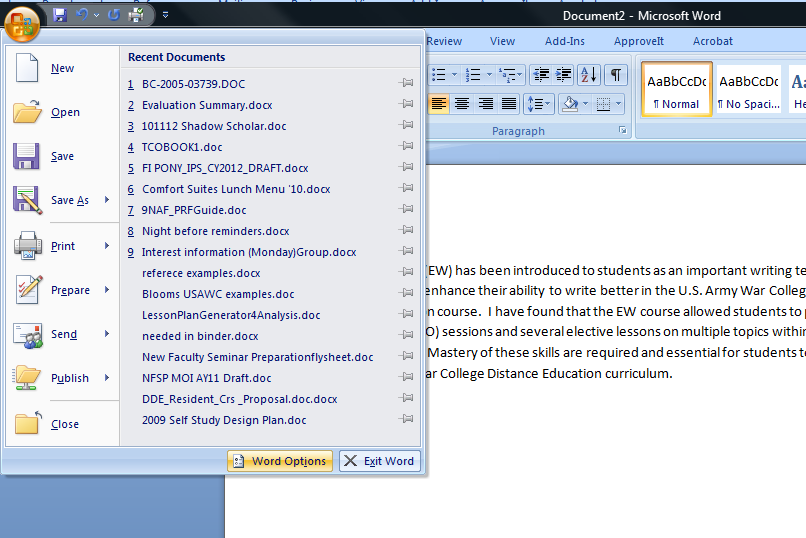 Document2 - Microsoft Word
Review View Add-Ins ApproveIt Acrobat
Recent Documents
New
Open
Save
Save As
Print
Prepare
Send
Publish
Close
1 BC-2005-03739.DOC
2 Evaluation Summary.docx
3 101112 Shadow Scholar.doc
4 TCOBOOK1.doc
5 FI PONY_IPS_CY2012_DRAFT.docx
6 Comfort Suites Lunch Menu '10.docx
7 9NAF_PRFGuide.doc
8 Night before reminders.docx
9 Interest information (Monday)Group.docx
referece examples.docx
Blooms USAWC examples.doc
LessonPlanGenerator4Analysis.doc
needed in binder.docx
New Faculty Seminar Preparationflysheet.docx
NFSP MOI AY11 Draft.doc
DDE_Resident_Crs _Proposal.doc.docx
2009 Self Study Design Plan.doc
Word Options Exit Word
AaBbCcDc AaBbCcDc Aa
¶ Normal ¶ No Spaci... He
Paragraph
(EW) has been introduced to students as an important writing te
enhance their ability to write better in the U.S. Army War Colleg
n course. I have found that the EW course allowed students to p
O) sessions and several elective lessons on multiple topics within
Mastery of these skills are required and essential for students to
ar College Distance Education curriculum.